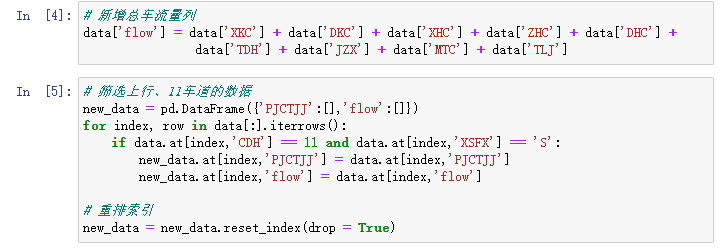 In [4]: # 新增总车流量列
data['flow'] = data['XKC'] + data['DKC'] + data['XHC'] + data['ZHC'] + data['DHC'] +
data['TDH'] + data['JZX'] + data['MTC'] + data['TLJ']
In [5]: # 筛选上行、11车道的数据
new_data = pd.DataFrame({'PJCTJJ':[],'flow':[]})
for index, row in data[:].iterrows():
if data.at[index,'CDH'] == 11 and data.at[index,'XSFX'] == 'S':
new_data.at[index,'PJCTJJ'] = data.at[index,'PJCTJJ']
new_data.at[index,'flow'] = data.at[index,'flow']
# 重排索引
new_data = new_data.reset_index(drop = True)